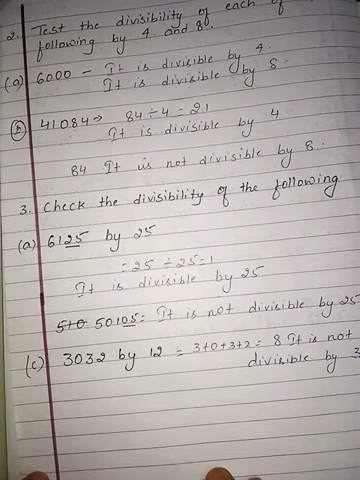 2. Test the divisibility of each of
following by 4 and 8.
(a) 6000 - It is divisible by 4.
It is divisible by 8.
(b) 41084 → 84 ÷ 4 = 21
It is divisible by 4
84 It is not divisible by 8.
3. Check the divisibility of the following.
(a) 6125 by 25
= 25 ÷ 25 = 1
It is divisible by 25
50105 = It is not divisible by 25
(c) 3032 by 12 = 3+0+3+2 = 8 It is not
divisible by 3